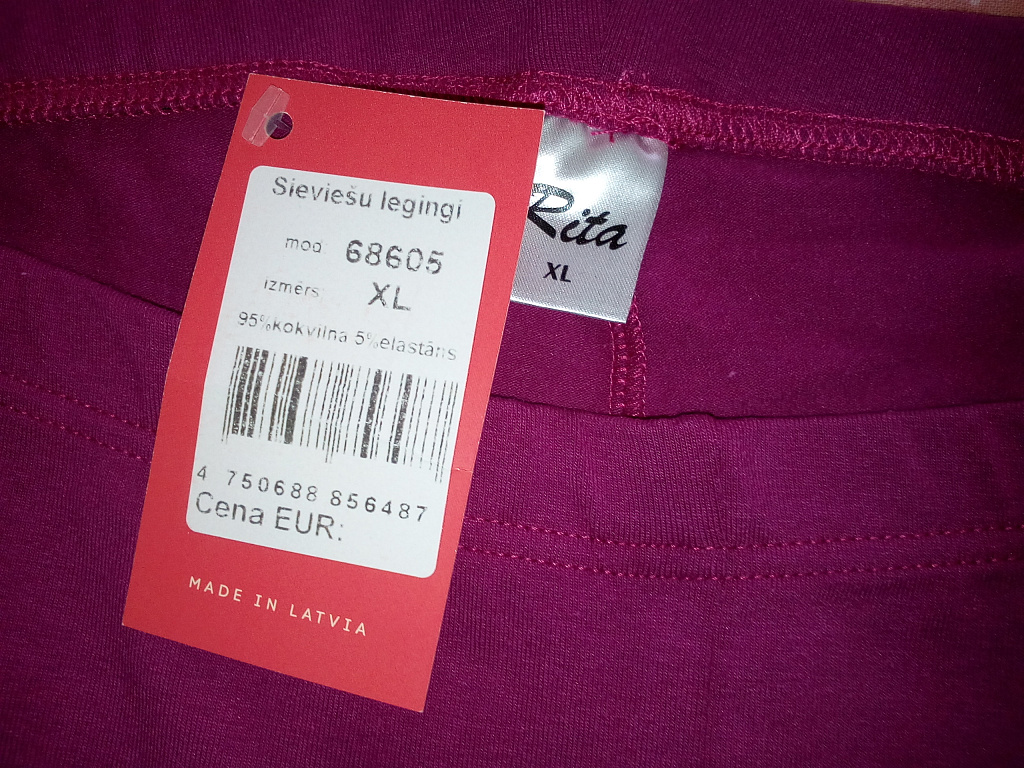 Sieviešu legingi
mod 68605
izmērs XL
95%kokvilna 5%elastāns
4 750688 856487
Cena EUR:
MADE IN LATVIA
Rita
XL